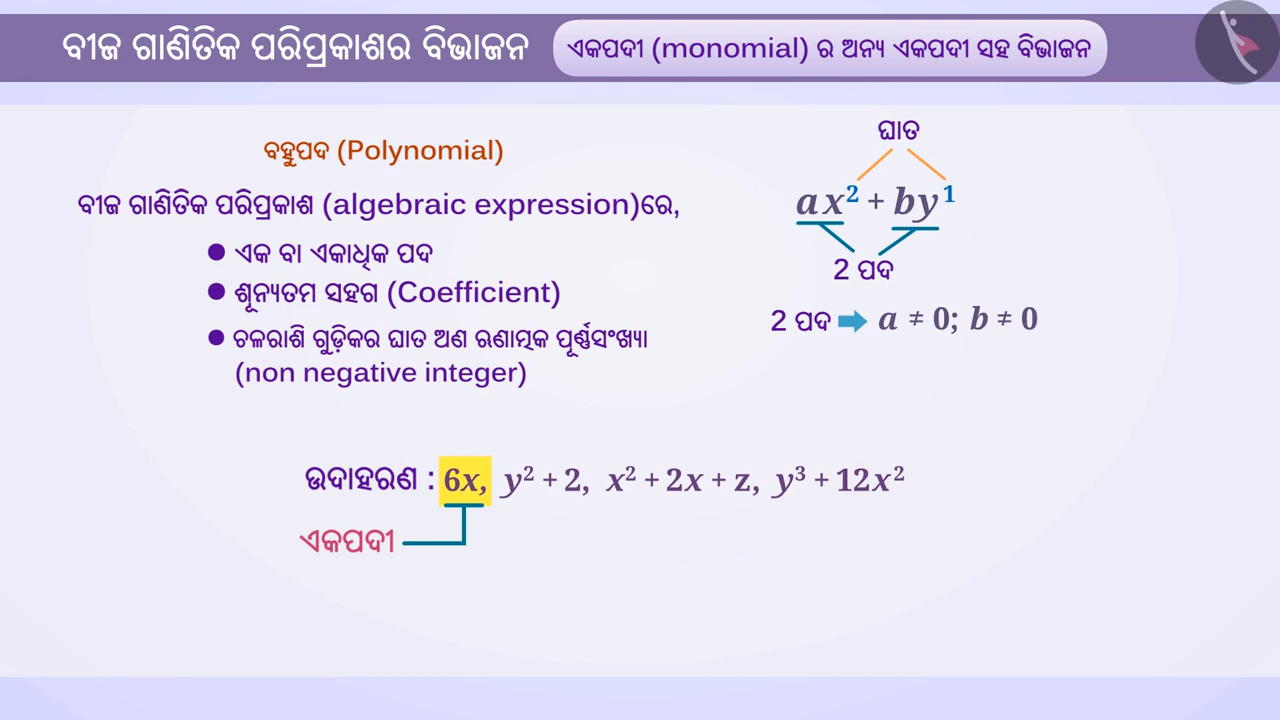 ବୀଜ ଗାଣିତିକ ପରିପ୍ରକାଶର ବିଭାଜନ
ଏକପଦୀ (monomial) ର ଅନ୍ୟ ଏକପଦୀ ସହ ବିଭାଜନ
ବହୁପଦ (Polynomial)
ବୀଜ ଗାଣିତିକ ପରିପ୍ରକାଶ (algebraic expression)ରେ,
● ଏକ ବା ଏକାଧିକ ପଦ
● ଶୂନ୍ୟତମ ସହଗ (Coefficient)
● ଚଳରାଶି ଗୁଡ଼ିକର ଘାତ ଅଣ ଋଣାତ୍ମକ ପୂର୍ଣ୍ଣସଂଖ୍ୟା
(non negative integer)
ଘାତ
ax² + by¹
2 ପଦ
2 ପଦ ➡ a ≠ 0; b ≠ 0
ଉଦାହରଣ : 6x, y² + 2, x² + 2x + z, y³ + 12x²
ଏକପଦୀ